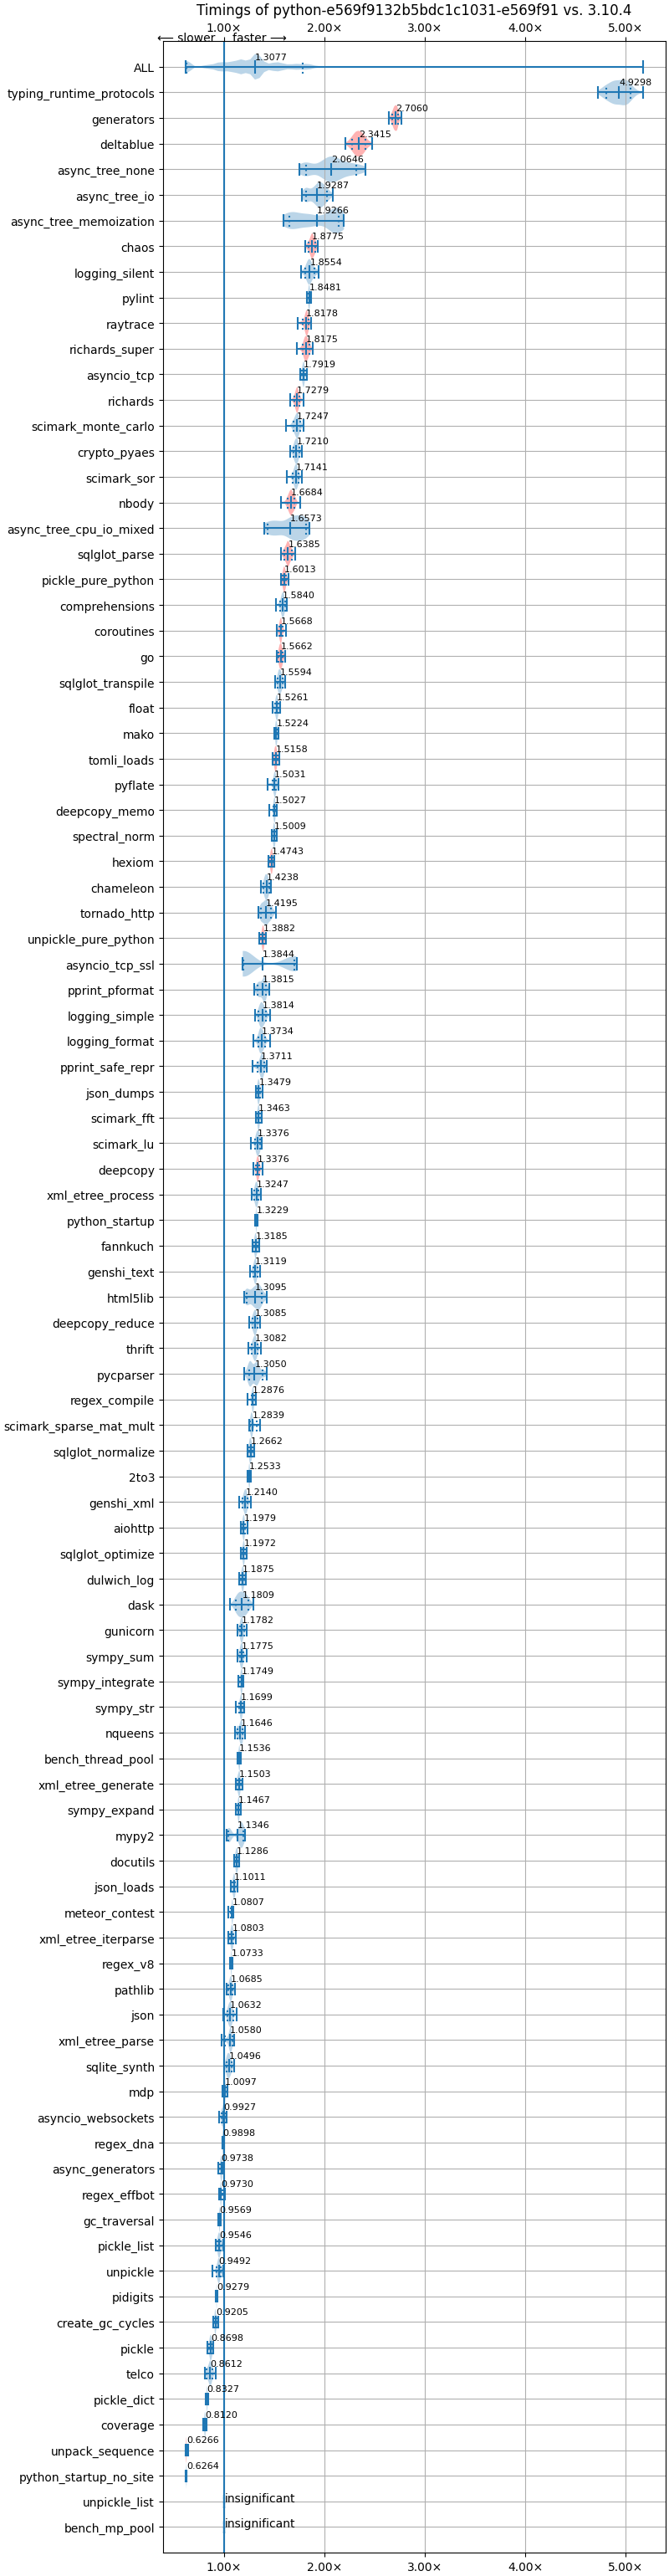 Timings of python-e569f9132b5bdc1c1031-e569f91 vs. 3.10.4
⟵ slower faster ⟶
1.00× 2.00× 3.00× 4.00× 5.00×
ALL 1.3077
typing_runtime_protocols 4.9298
generators 2.7060
deltablue 2.3415
async_tree_none 2.0646
async_tree_io 1.9287
async_tree_memoization 1.9266
chaos 1.8775
logging_silent 1.8554
pylint 1.8481
raytrace 1.8178
richards_super 1.8175
asyncio_tcp 1.7919
richards 1.7279
scimark_monte_carlo 1.7247
crypto_pyaes 1.7210
scimark_sor 1.7141
nbody 1.6684
async_tree_cpu_io_mixed 1.6573
sqlglot_parse 1.6385
pickle_pure_python 1.6013
comprehensions 1.5840
coroutines 1.5668
go 1.5662
sqlglot_transpile 1.5594
float 1.5261
mako 1.5224
tomli_loads 1.5158
pyflate 1.5031
deepcopy_memo 1.5027
spectral_norm 1.5009
hexiom 1.4743
chameleon 1.4238
tornado_http 1.4195
unpickle_pure_python 1.3882
asyncio_tcp_ssl 1.3844
pprint_pformat 1.3815
logging_simple 1.3814
logging_format 1.3734
pprint_safe_repr 1.3711
json_dumps 1.3479
scimark_fft 1.3463
scimark_lu 1.3376
deepcopy 1.3376
xml_etree_process 1.3247
python_startup 1.3229
fannkuch 1.3185
genshi_text 1.3119
html5lib 1.3095
deepcopy_reduce 1.3085
thrift 1.3082
pycparser 1.3050
regex_compile 1.2876
scimark_sparse_mat_mult 1.2839
sqlglot_normalize 1.2662
2to3 1.2533
genshi_xml 1.2140
aiohttp 1.1979
sqlglot_optimize 1.1972
dulwich_log 1.1875
dask 1.1809
gunicorn 1.1782
sympy_sum 1.1775
sympy_integrate 1.1749
sympy_str 1.1699
nqueens 1.1646
bench_thread_pool 1.1536
xml_etree_generate 1.1503
sympy_expand 1.1467
mypy2 1.1346
docutils 1.1286
json_loads 1.1011
meteor_contest 1.0807
xml_etree_iterparse 1.0803
regex_v8 1.0733
pathlib 1.0685
json 1.0632
xml_etree_parse 1.0580
sqlite_synth 1.0496
mdp 1.0097
asyncio_websockets 0.9927
regex_dna 0.9898
async_generators 0.9738
regex_effbot 0.9730
gc_traversal 0.9569
pickle_list 0.9546
unpickle 0.9492
pidigits 0.9279
create_gc_cycles 0.9205
pickle 0.8698
telco 0.8612
pickle_dict 0.8327
coverage 0.8120
unpack_sequence 0.6266
python_startup_no_site 0.6264
unpickle_list insignificant
bench_mp_pool insignificant
1.00× 2.00× 3.00× 4.00× 5.00×